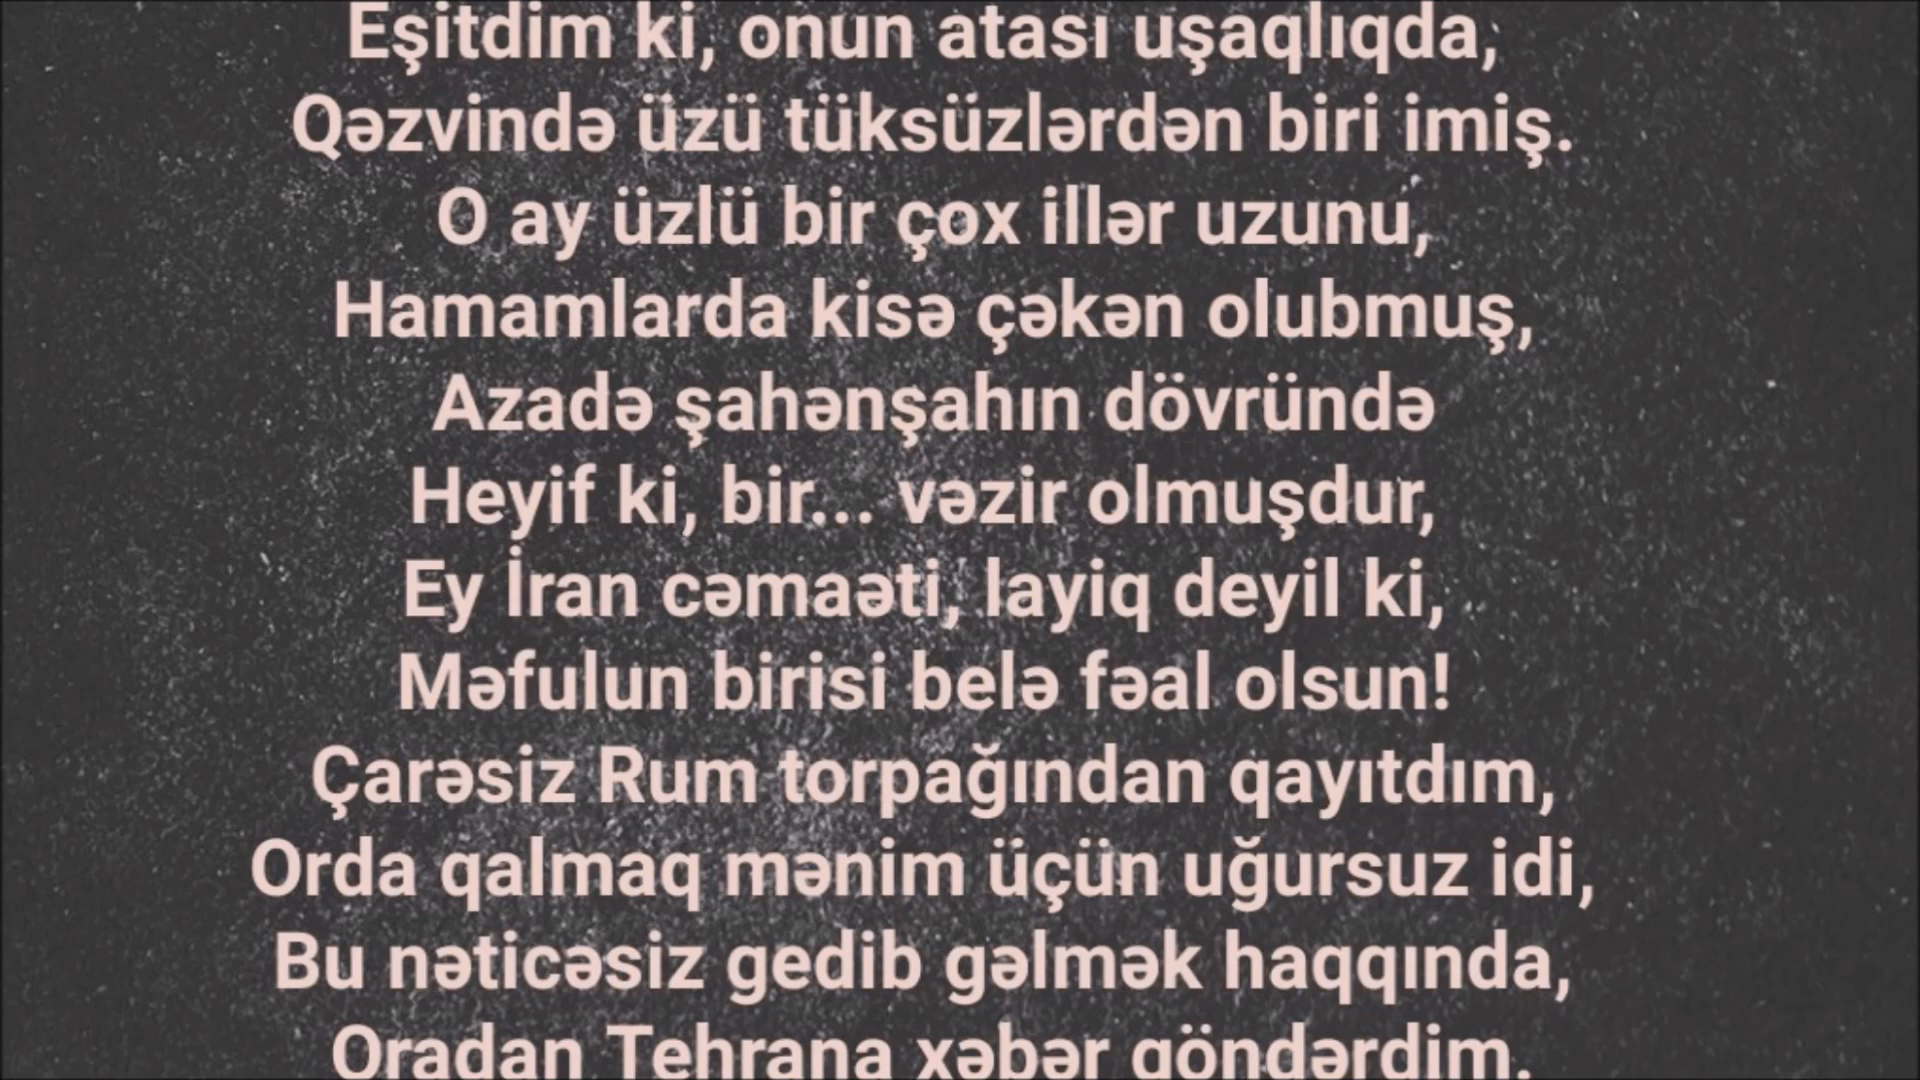 Eşitdim ki, onun atası uşaqlıqda,
Qəzvində üzü tüksüzlərdən biri imiş.
O ay üzlü bir çox illər uzunu,
Hamamlarda kisə çəkən olubmuş,
Azadə şahənşahın dövründə
Heyif ki, bir... vəzir olmuşdur,
Ey İran cəmaəti, layiq deyil ki,
Məfulun birisi belə fəal olsun!
Çarəsiz Rum torpağından qayıtdım,
Orda qalmaq mənim üçün uğursuz idi,
Bu nəticəsiz gedib gəlmək haqqında,
Oradan Tehrana xəbər göndərdim.